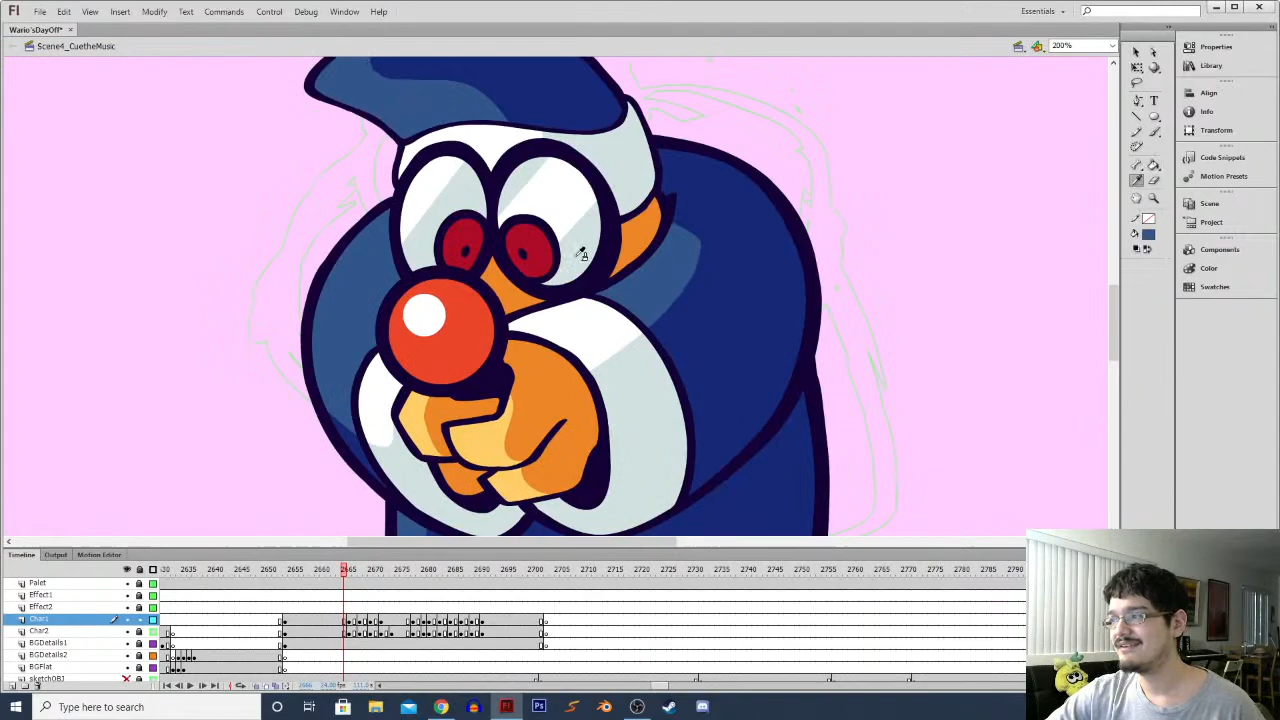 Fl File Edit View Insert Modify Text Commands Control Debug Window Help Essentials
Wario'sDayOff*
Scene4_CuetheMusic 200%
Properties
Library
Align
Info
Transform
Code Snippets
Motion Presets
Scene
Project
Components
Color
Swatches
T
Timeline Output Motion Editor
2635 2640 2645 2650 2655 2660 2665 2670 2675 2680 2685 2690 2695 2700 2705 2710 2715 2720 2725 2730 2735 2740 2745 2750 2755 2760 2765 2770 2775 2780 2785 2790
Palet
Effect1
Effect2
Char1
Char2
BGDetails1
BGDetails2
BGFlat
sketchOBJ
Type here to search
Fl
Ps